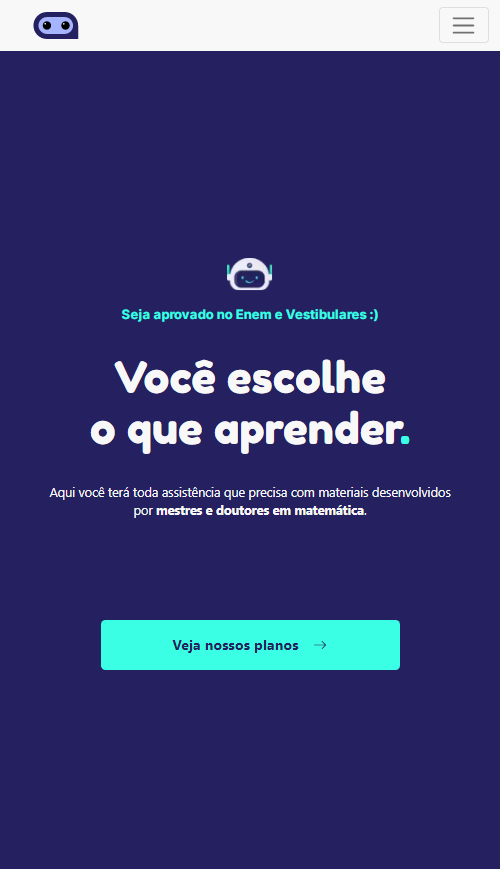 Seja aprovado no Enem e Vestibulares :)
Você escolhe
o que aprender.
Aqui você terá toda assistência que precisa com materiais desenvolvidos
por mestres e doutores em matemática.
Veja nossos planos →